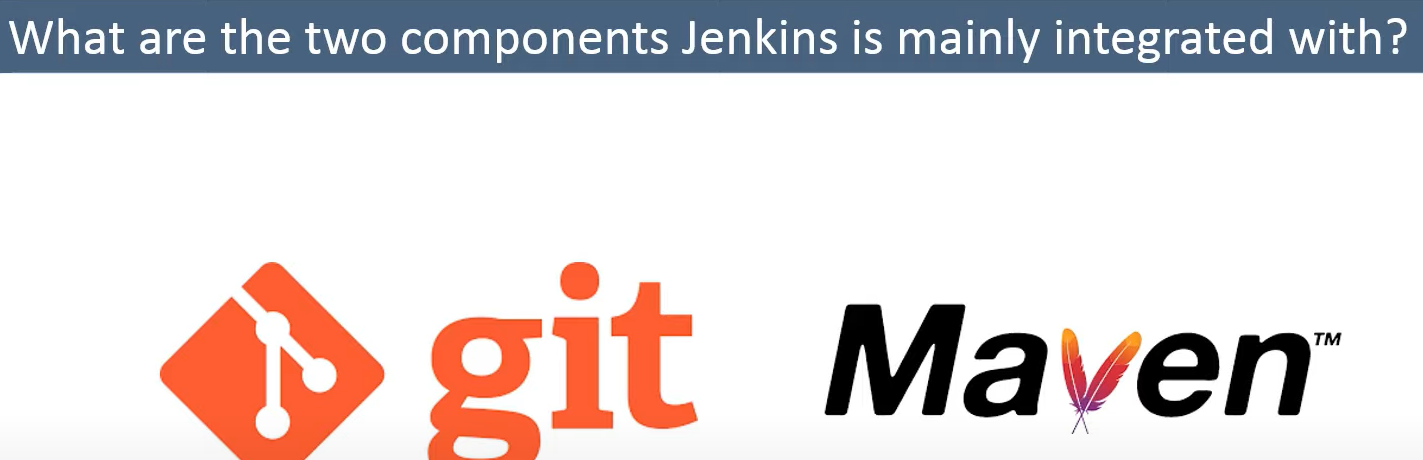 What are the two components Jenkins is mainly integrated with?
git
Maven™